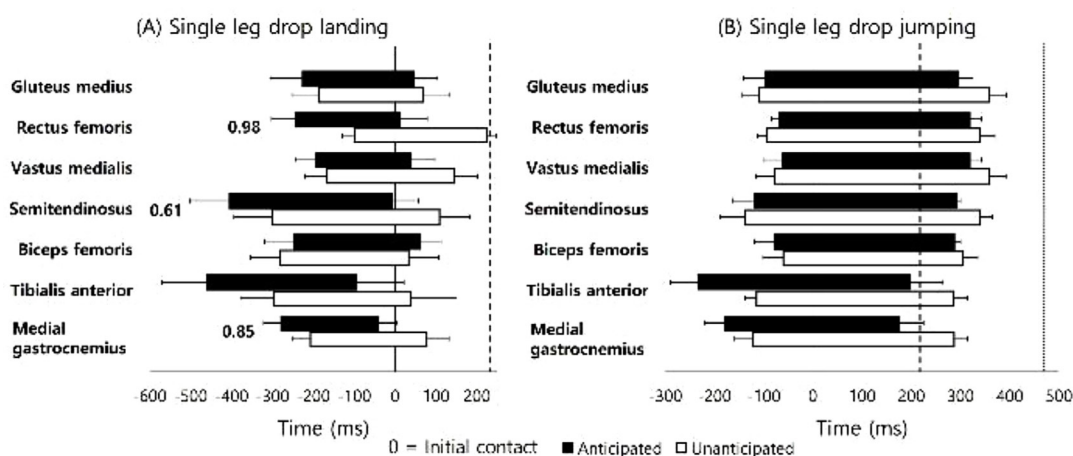 (A) Single leg drop landing
Gluteus medius
Rectus femoris
0.98
Vastus medialis
Semitendinosus
0.61
Biceps femoris
Tibialis anterior
Medial
gastrocnemius
0.85
-600 -500 -400 -300 -200 -100 0 100 200
Time (ms)
(B) Single leg drop jumping
Gluteus medius
Rectus femoris
Vastus medialis
Semitendinosus
Biceps femoris
Tibialis anterior
Medial
gastrocnemius
-300 -200 -100 0 100 200 300 400 500
Time (ms)
0 = Initial contact Anticipated Unanticipated